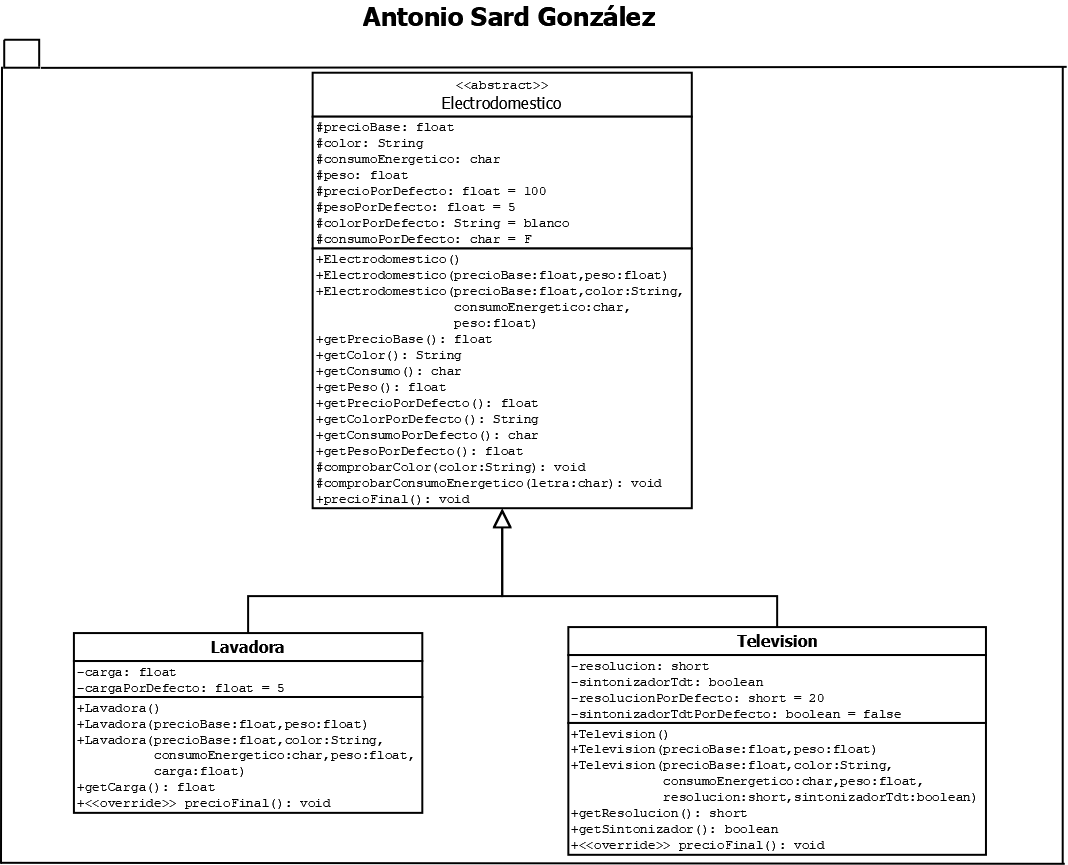 Antonio Sard González
<<abstract>>
Electrodomestico
#precioBase: float
#color: String
#consumoEnergetico: char
#peso: float
#precioPorDefecto: float = 100
#pesoPorDefecto: float = 5
#colorPorDefecto: String = blanco
#consumoPorDefecto: char = F
+Electrodomestico()
+Electrodomestico(precioBase:float,peso:float)
+Electrodomestico(precioBase:float,color:String,
consumoEnergetico:char,
peso:float)
+getPrecioBase(): float
+getColor(): String
+getConsumo(): char
+getPeso(): float
+getPrecioPorDefecto(): float
+getColorPorDefecto(): String
+getConsumoPorDefecto(): char
+getPesoPorDefecto(): float
#comprobarColor(color:String): void
#comprobarConsumoEnergetico(letra:char): void
+precioFinal(): void
Lavadora
-carga: float
-cargaPorDefecto: float = 5
+Lavadora()
+Lavadora(precioBase:float,peso:float)
+Lavadora(precioBase:float,color:String,
consumoEnergetico:char,peso:float,
carga:float)
+getCarga(): float
+<<override>> precioFinal(): void
Television
-resolucion: short
-sintonizadorTdt: boolean
-resolucionPorDefecto: short = 20
-sintonizadorTdtPorDefecto: boolean = false
+Television()
+Television(precioBase:float,peso:float)
+Television(precioBase:float,color:String,
consumoEnergetico:char,peso:float,
resolucion:short,sintonizadorTdt:boolean)
+getResolucion(): short
+getSintonizador(): boolean
+<<override>> precioFinal(): void